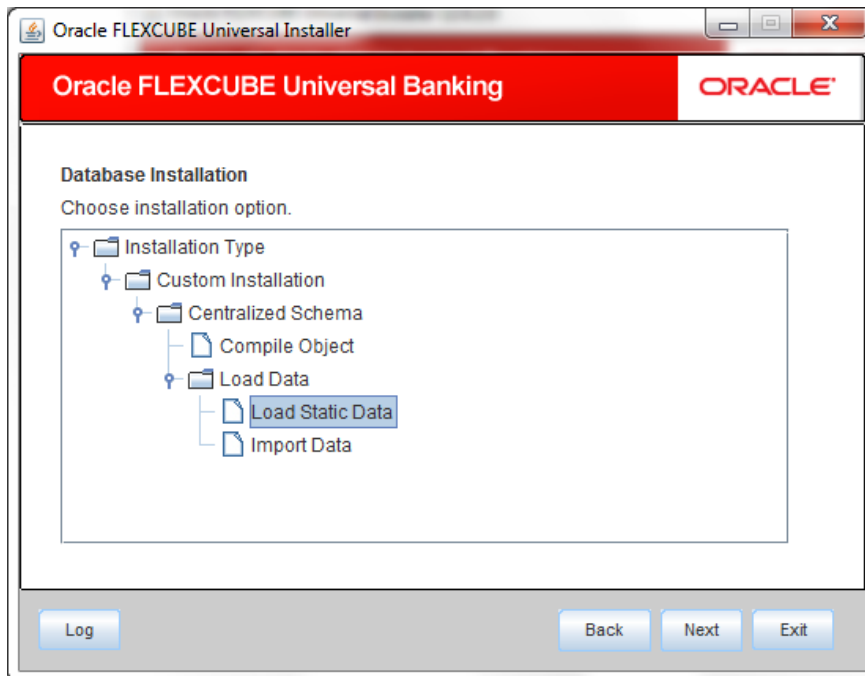 Oracle FLEXCUBE Universal Installer
Oracle FLEXCUBE Universal Banking
ORACLE
Database Installation
Choose installation option.
Installation Type
Custom Installation
Centralized Schema
Compile Object
Load Data
Load Static Data
Import Data
Log Back Next Exit